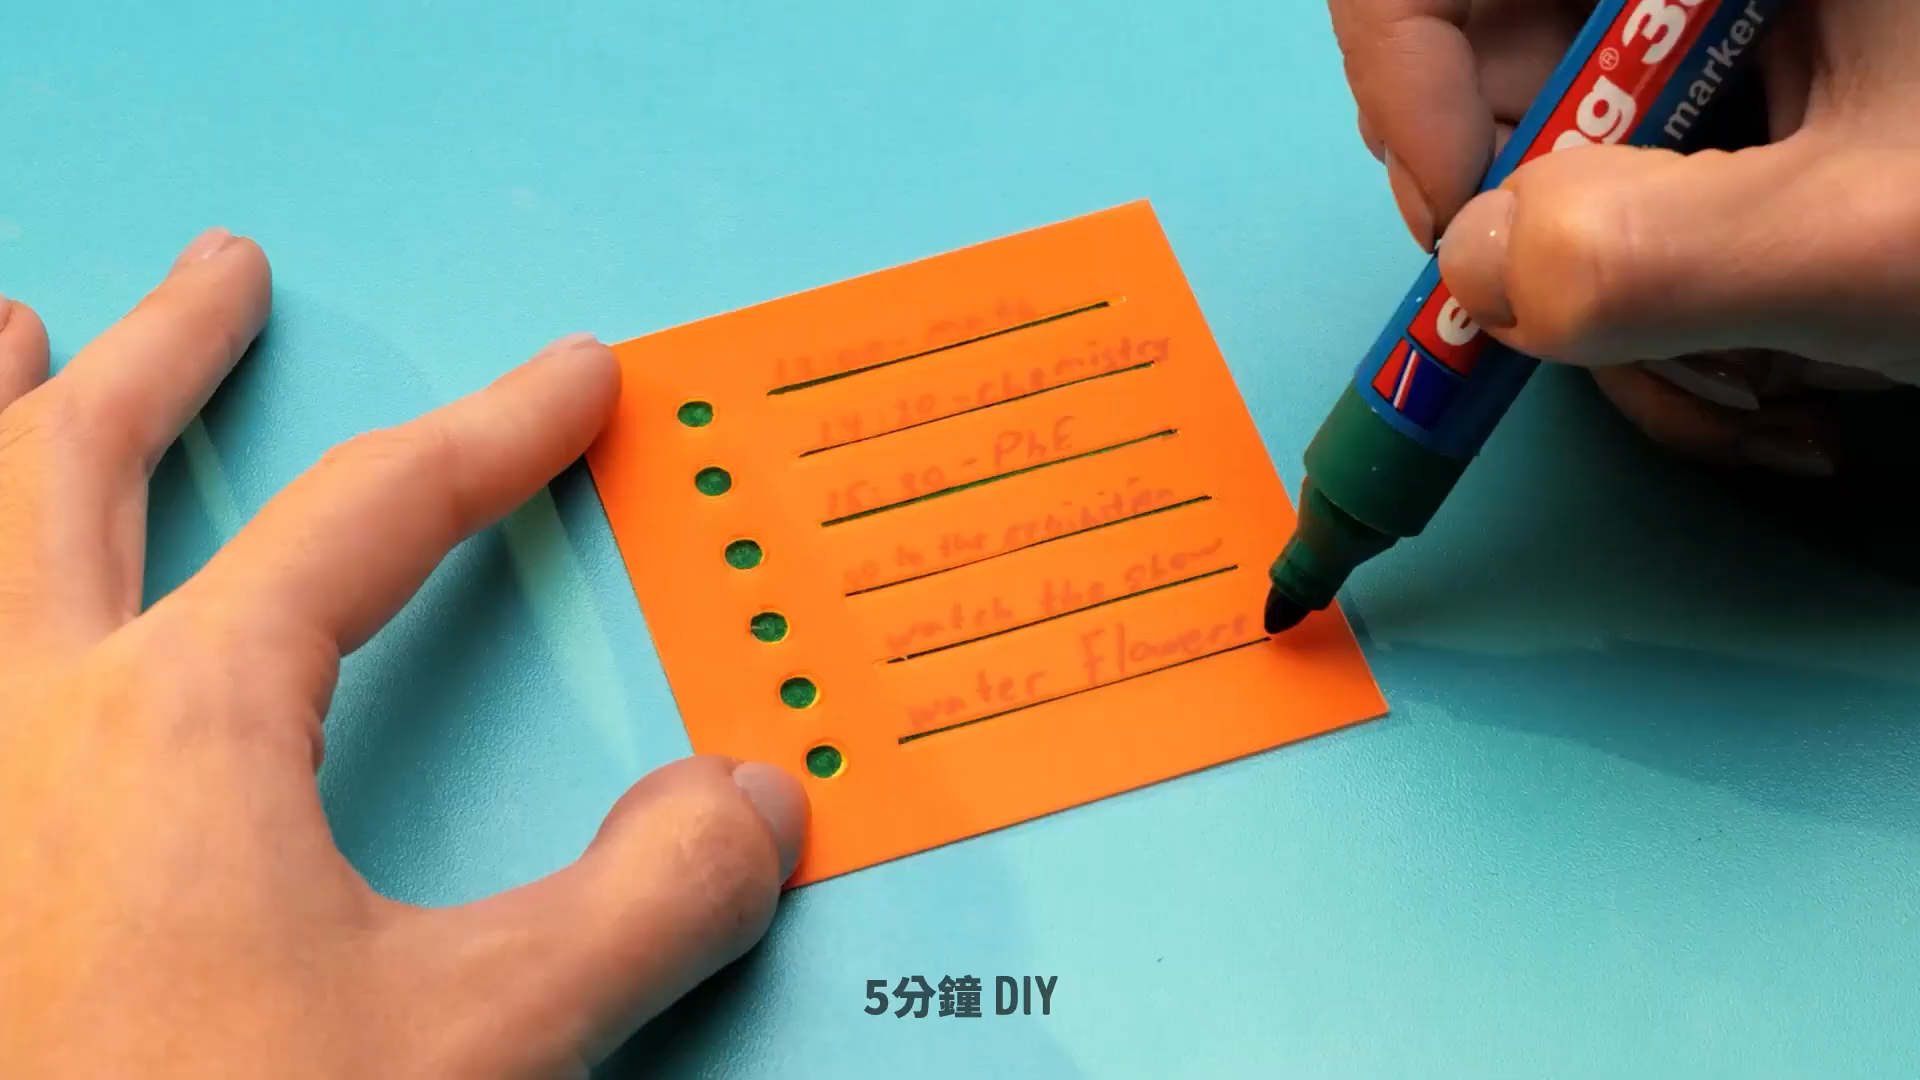 edding 30
marker
math
14:30 - chemistry
15:30 - PhE
go to the exhibition
watch the show
water Flowers
5分鐘 DIY